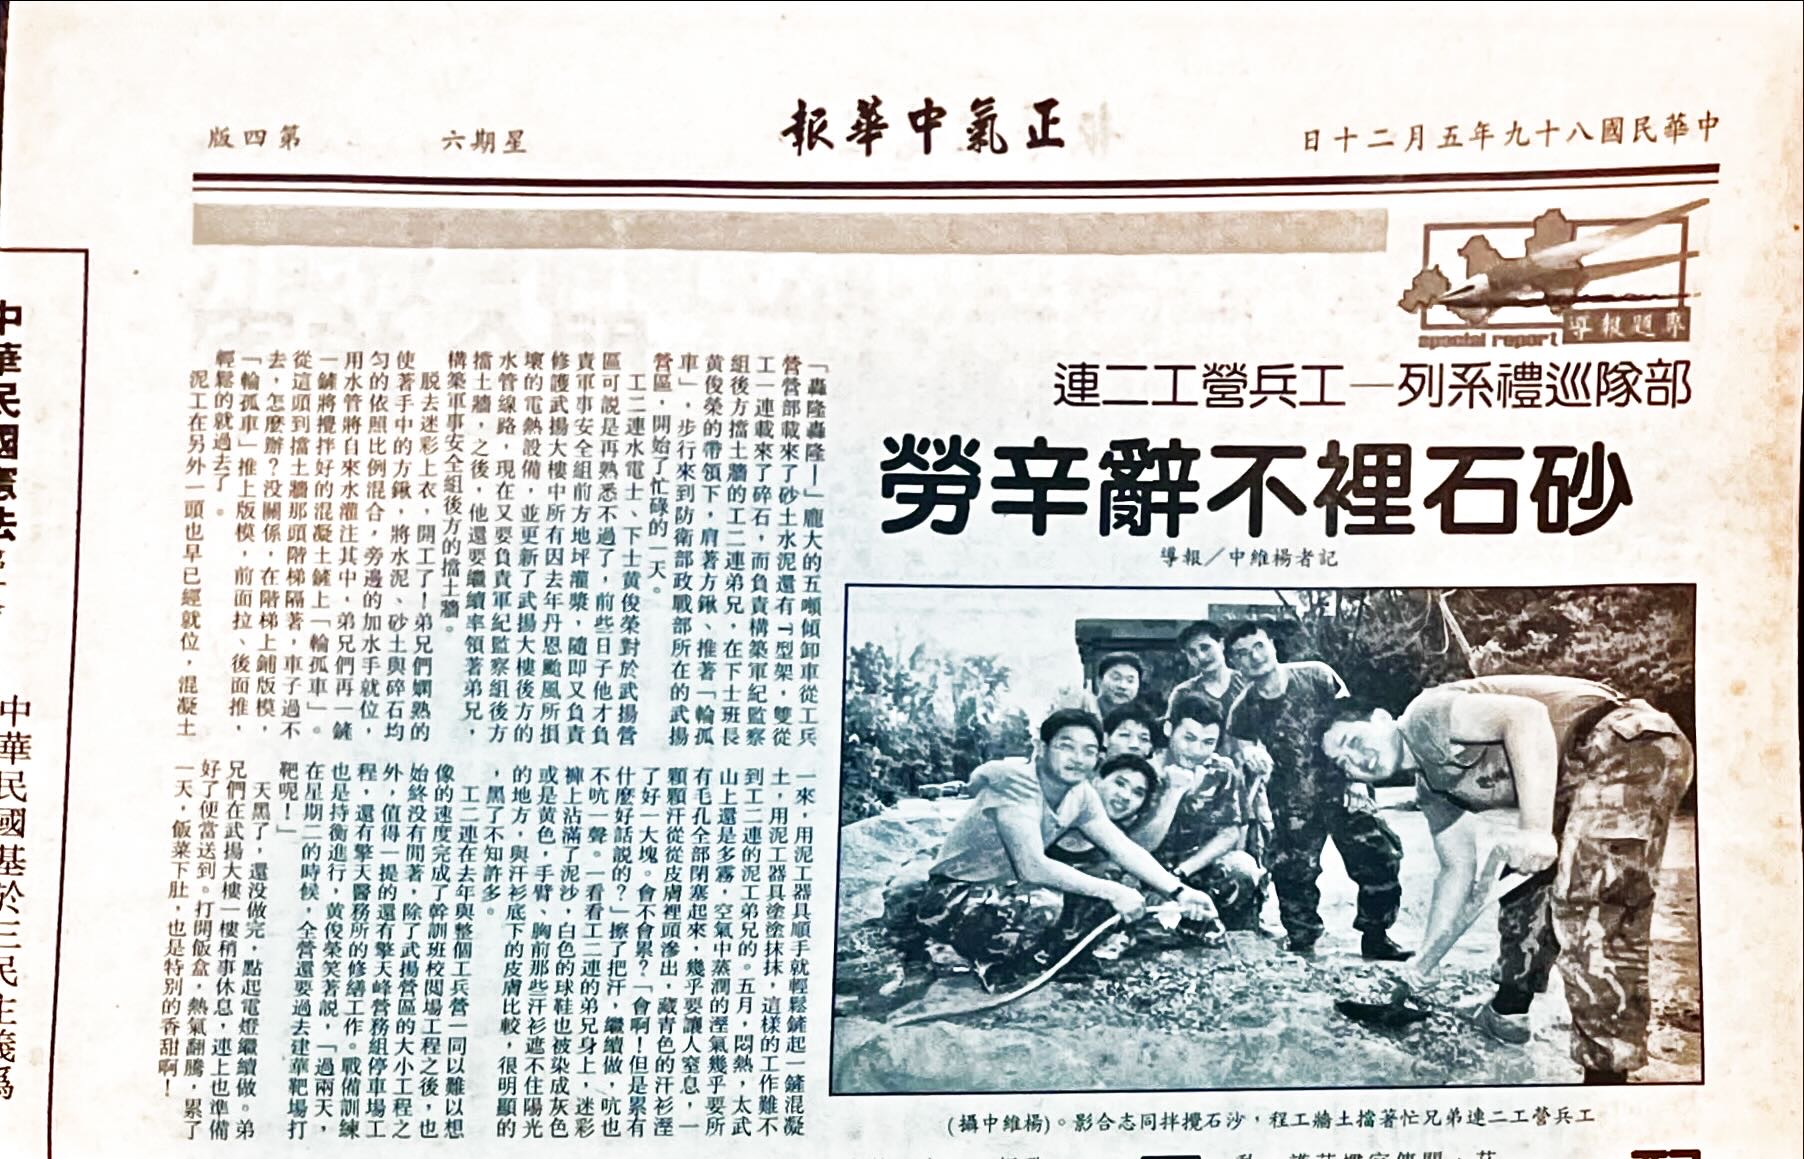 中華民國八十九年五月二十日
正氣中華報
星期六
第四版
專題報導
special report
部隊巡禮系列—工兵營工二連
砂石裡不辭辛勞
記者楊維中／報導
「轟隆轟隆—」龐大的五噸傾卸車從工兵
營營部載來了砂土水泥還有T型架，雙從
工一連載來了碎石，而負責構築軍紀監察
組後方擋土牆的工二連弟兄，在下士班長
黃俊榮的帶領下，肩著方鍬、推著「輪孤
車」，步行來到防衛部政戰部所在的武揚
營區，開始了忙碌的一天。
工二連水電士、下士黃俊榮對於武揚營
區可說是再熟悉不過了，前些日子他才負
責軍事安全組前方地坪灌漿，隨即又負責
修護武揚大樓中所有因去年丹恩颱風所損
壞的電熱設備，並更新了武揚大樓後方的
水管線路，現在又要負責軍紀監察組後方
擋土牆，之後，他還要繼續率領著弟兄，
構築軍事安全組後方的擋土牆。
脫去迷彩上衣，開工了！弟兄們嫻熟的
使著手中的方鍬，將水泥、砂土與碎石均
勻的依照比例混合，旁邊的加水手就位，
用水管將自來水灌注其中，弟兄們再一鏟
一鏟將攪拌好的混凝土鏟上「輪孤車」。
從這頭到擋土牆那頭階梯隔著，車子過不
去，怎麼辦？沒關係，在階梯上鋪版模，
「輪孤車」推上版模，前面拉、後面推，
輕鬆的就過去了。
泥工在另外一頭也早已經就位，混凝土
一來，用泥工器具順手就輕鬆鏟起一鏟混凝
土，用泥工器具塗塗抹抹，這樣的工作難不
到工二連的泥工弟兄的。五月，悶熱，太武
山上還是多霧，空氣中蒸潤的溼氣幾乎要所
有毛孔全部閉塞起來，幾乎要讓人窒息，一
顆顆汗從從皮膚裡頭滲出，藏青色的汗衫溼
了好一大塊。會不會累？「會啊！但是累有
什麼好話說的？」擦了把汗，繼續做，吭也
不吭一聲。一看看工二連的弟兄身上，迷彩
褲上沾滿了泥沙，白色的球鞋也被染成灰色
或是黃色，手臂、胸前那些汗衫遮不住陽光
的地方，與汗衫底下的皮膚比較，很明顯的
，黑了不知許多。
工二連在去年與整個工兵營一同以難以想
像的速度完成了幹訓班校閱場工程之後，也
始終沒有閒著，除了武揚營區的大小工程之
外，值得一提的還有擎天峰營務組停車場工
程，還有擎天醫務所的修繕工作。戰備訓練
也是持衡進行，黃俊榮笑著說，「過兩天，
在星期二的時候，全營還要過去建華靶場打
靶呢！」
天黑了，還沒做完，點起電燈繼續做。弟
兄們在武揚大樓一樓稍事休息，連上也準備
好了便當送到。打開飯盒，熱氣翻騰，累了
一天，飯菜下肚，也是特別的香甜啊！
工兵營工二連弟兄忙著擋土牆工程，沙石攪拌同志合影。（楊維中攝）
中華民國憲法
中華民國基於三民主義為